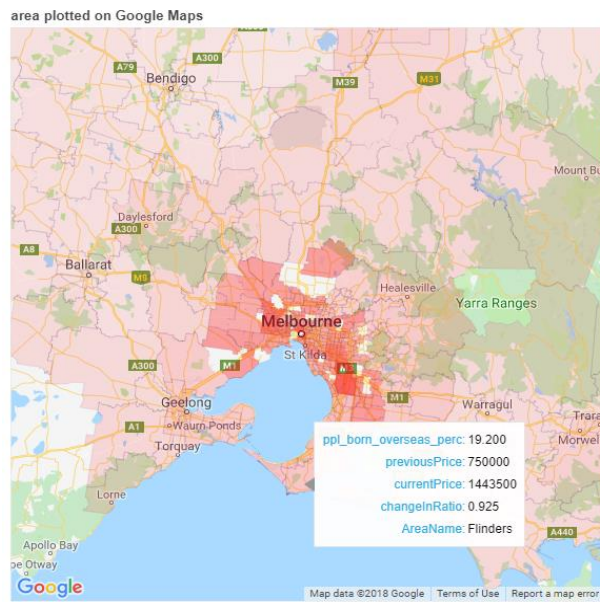 area plotted on Google Maps
A79
A300
Bendigo
M39
M31
Mount Bu
Daylesford
A300
A8
Ballarat
M8
Healesville
Yarra Ranges
Melbourne
St Kilda
A300
M1
M1
Geelong
Warragul
A1
Waurn Ponds
Torquay
Trara
Morwell
Lorne
ppl_born_overseas_perc: 19.200
previousPrice: 750000
currentPrice: 1443500
changeInRatio: 0.925
AreaName: Flinders
A440
Apollo Bay
pe Otway
Google
Map data ©2018 Google
Terms of Use
Report a map error